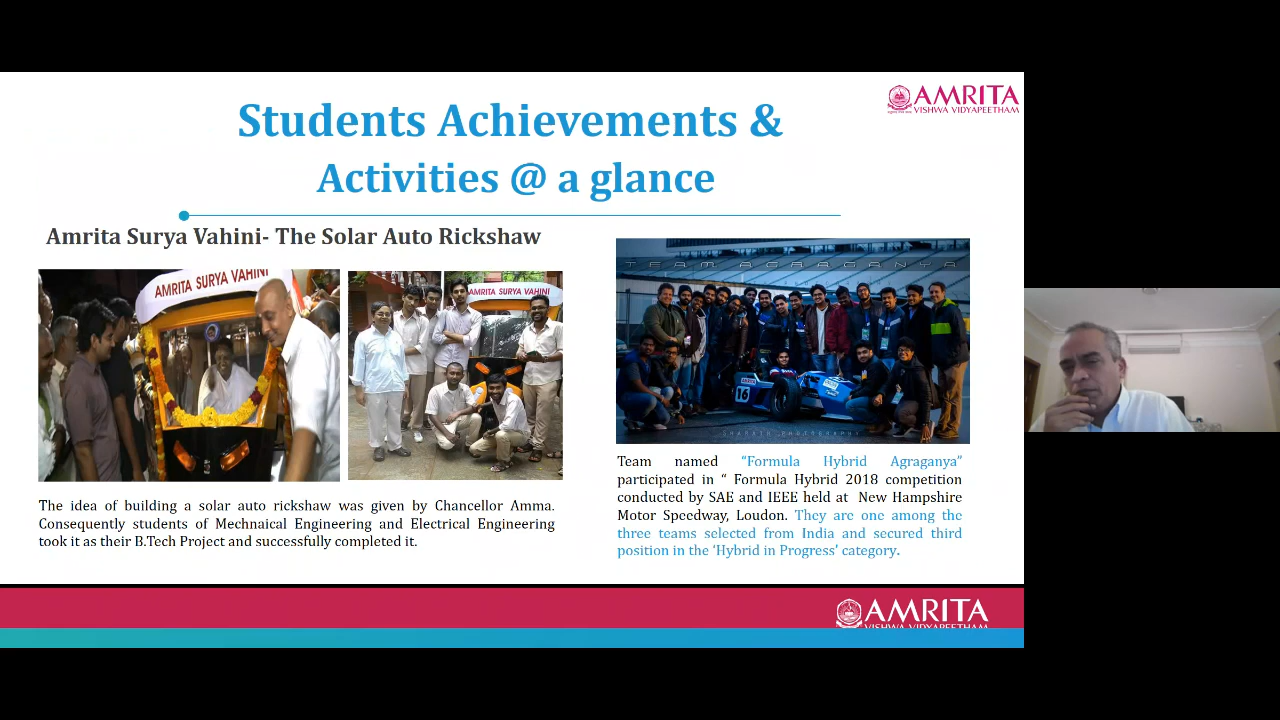 AMRITA
VISHWA VIDYAPEETHAM
Students Achievements &
Activities @ a glance
Amrita Surya Vahini- The Solar Auto Rickshaw
AMRITA SURYA VAHINI
AMRITA SURYA VAHINI
TEAM AGRAGANYA
16
SHARATH PHOTOGRAPHY
The idea of building a solar auto rickshaw was given by Chancellor Amma.
Consequently students of Mechnaical Engineering and Electrical Engineering
took it as their B.Tech Project and successfully completed it.
Team named “Formula Hybrid Agraganya”
participated in “ Formula Hybrid 2018 competition
conducted by SAE and IEEE held at New Hampshire
Motor Speedway, Loudon. They are one among the
three teams selected from India and secured third
position in the ‘Hybrid in Progress’ category.
AMRITA
VISHWA VIDYAPEETHAM